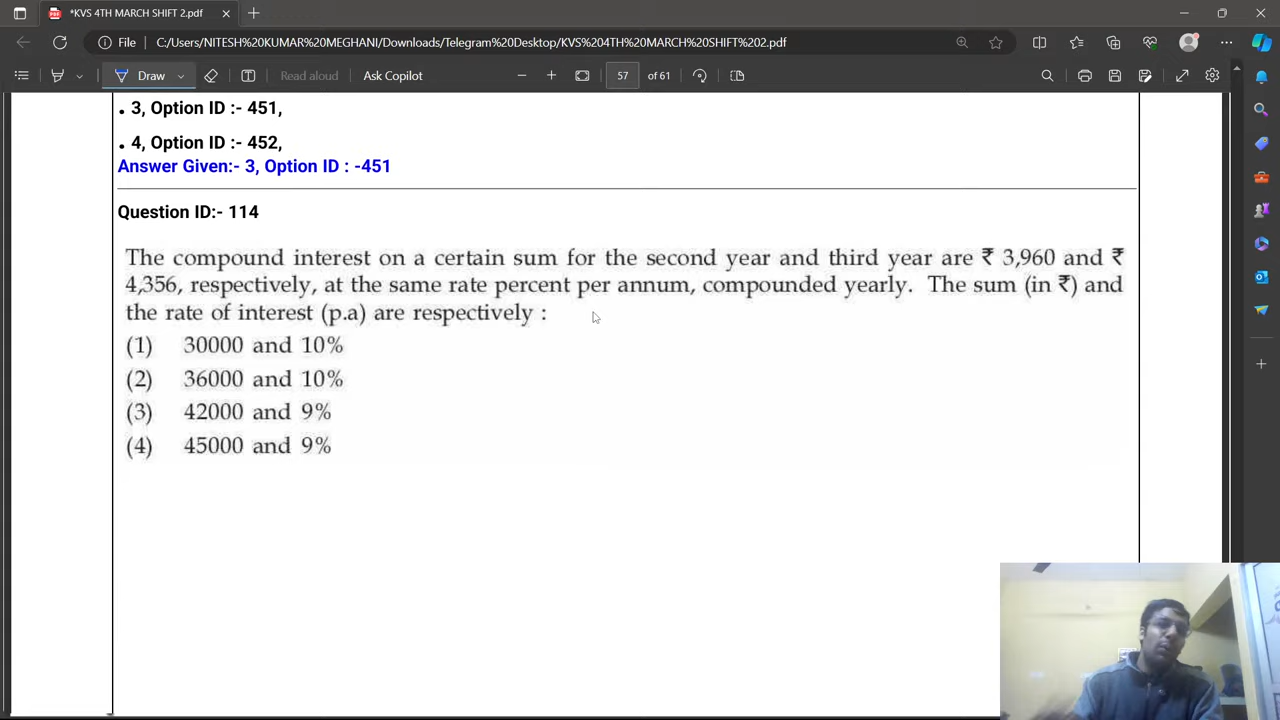 *KVS 4TH MARCH SHIFT 2.pdf
File C:/Users/NITESH%20KUMAR%20MEGHANI/Downloads/Telegram%20Desktop/KVS%204TH%20MARCH%20SHIFT%202.pdf
Draw Read aloud Ask Copilot 57 of 61
. 3, Option ID :- 451,
. 4, Option ID :- 452,
Answer Given:- 3, Option ID : -451
Question ID:- 114
The compound interest on a certain sum for the second year and third year are ₹ 3,960 and ₹
4,356, respectively, at the same rate percent per annum, compounded yearly. The sum (in ₹) and
the rate of interest (p.a) are respectively :
(1) 30000 and 10%
(2) 36000 and 10%
(3) 42000 and 9%
(4) 45000 and 9%